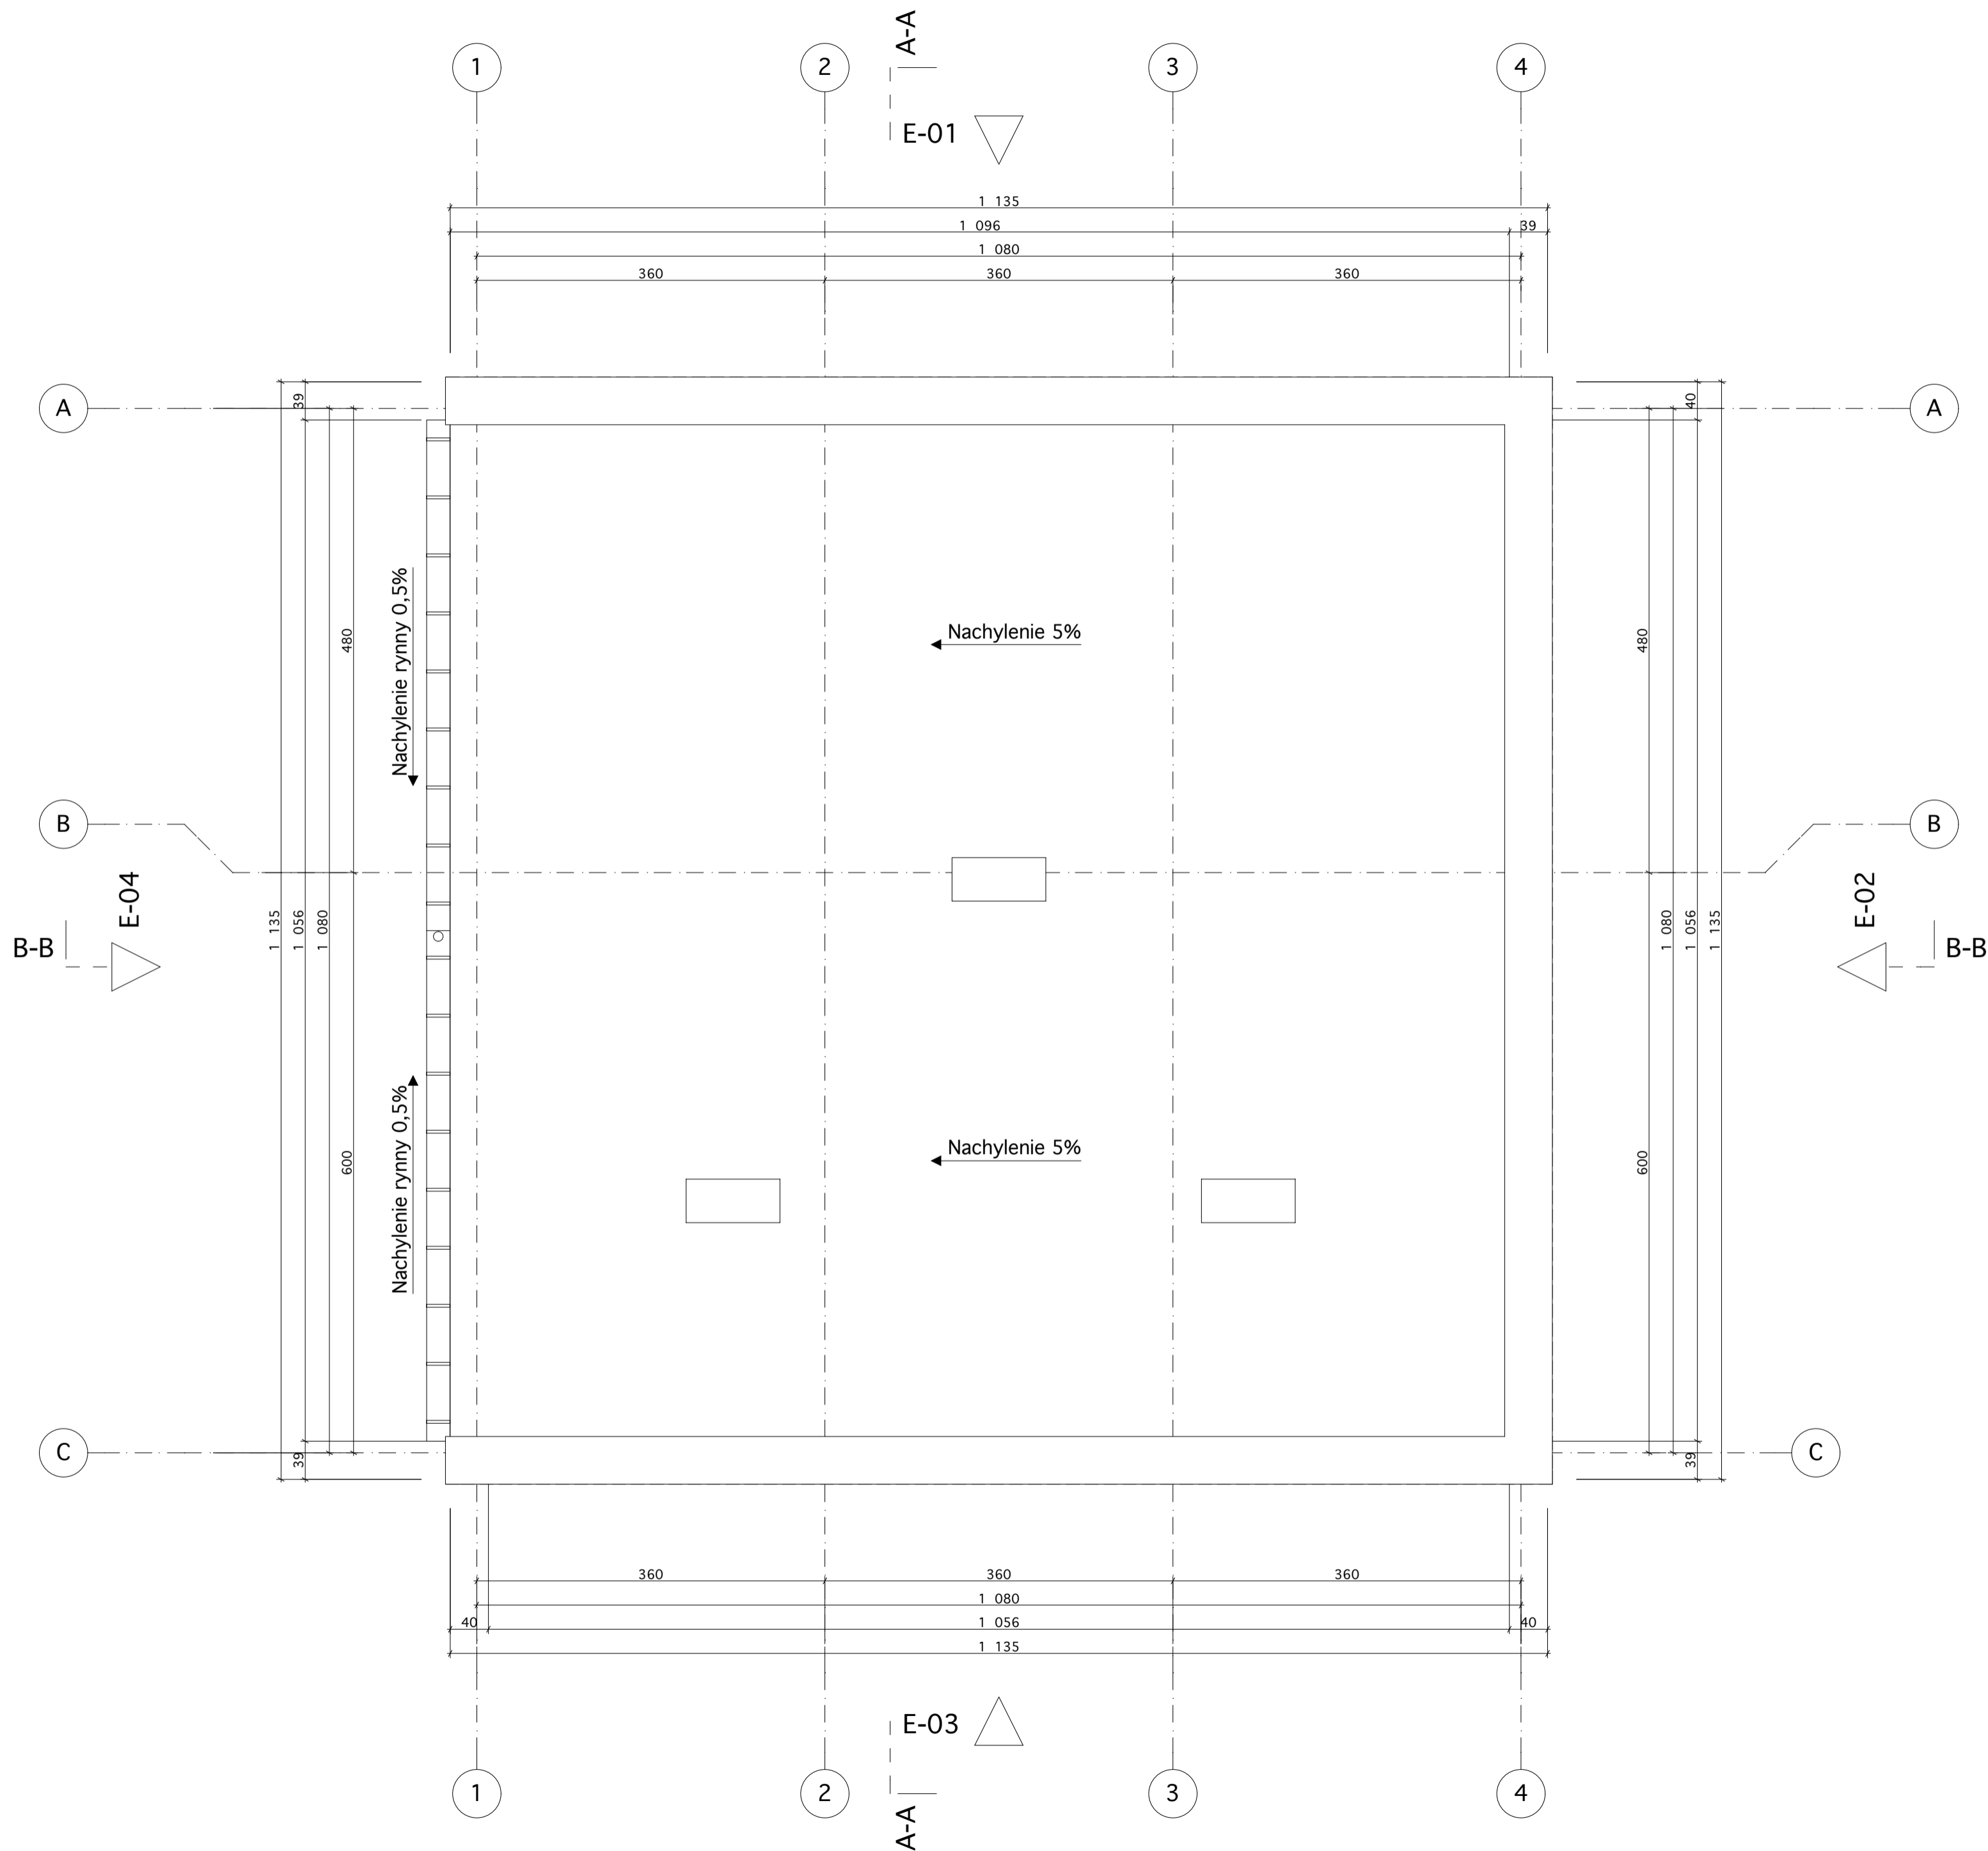 A-A
1
2
3
4
E-01
1 135
1 096
39
1 080
360
360
360
A
39
40
A
Nachylenie rynny 0,5%
480
Nachylenie 5%
480
B
B
E-04
E-02
B-B
1 135
1 056
1 080
1 080
1 056
1 135
B-B
Nachylenie rynny 0,5%
600
Nachylenie 5%
600
C
39
39
C
360
360
360
1 080
40
1 056
40
1 135
E-03
1
2
3
4
A-A